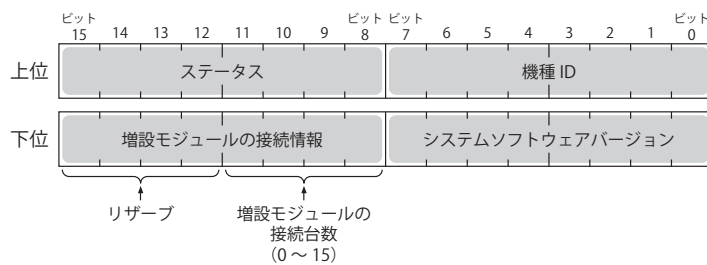 ビット ビット ビット ビット
15 14 13 12 11 10 9 8 7 6 5 4 3 2 1 0
上位 ステータス 機種 ID
下位 増設モジュールの接続情報 システムソフトウェアバージョン
リザーブ 増設モジュールの
接続台数
（0 ～ 15）